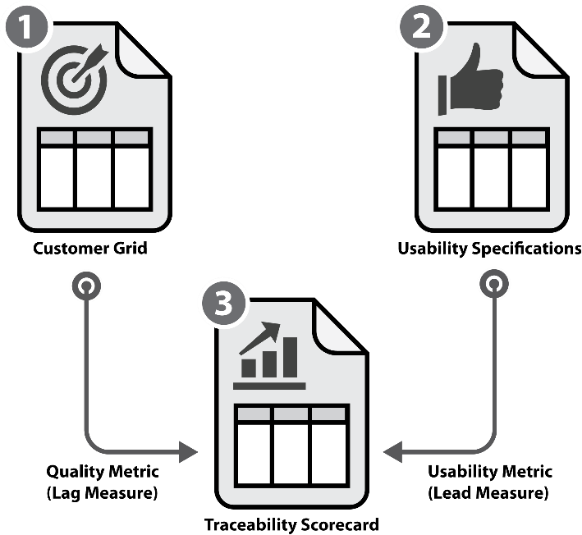 1
2
Customer Grid
Usability Specifications
3
Quality Metric
(Lag Measure)
Usability Metric
(Lead Measure)
Traceability Scorecard